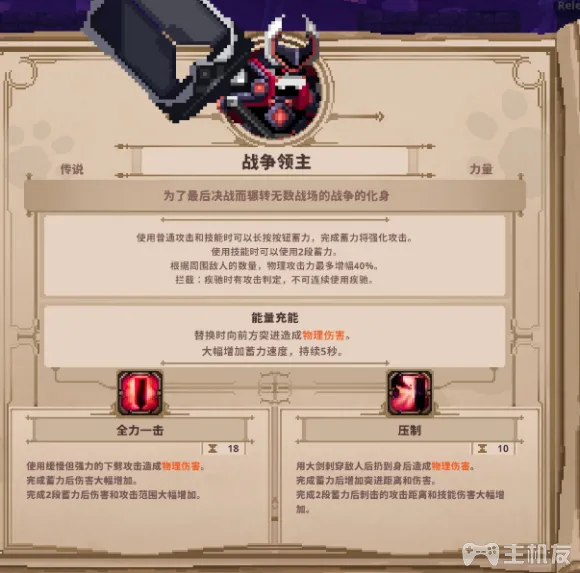 Rele
战争领主
传说
力量
为了最后决战而辗转无数战场的战争的化身
使用普通攻击和技能时可以长按按钮蓄力，完成蓄力将强化攻击。
使用技能时可以使用2段蓄力。
根据周围敌人的数量，物理攻击力最多增幅40%。
拦截：疾驰时有攻击判定，不可连续使用疾驰。
能量充能
替换时向前方突进造成物理伤害。
大幅增加蓄力速度，持续5秒。
全力一击
18
使用缓慢但强力的下劈攻击造成物理伤害。
完成蓄力后伤害大幅增加。
完成2段蓄力后伤害和攻击范围大幅增加。
压制
10
用大剑刺穿敌人后扔到身后造成物理伤害。
完成蓄力后增加突进距离和伤害。
完成2段蓄力后刺击的攻击距离和技能伤害大幅增
加。
主机友